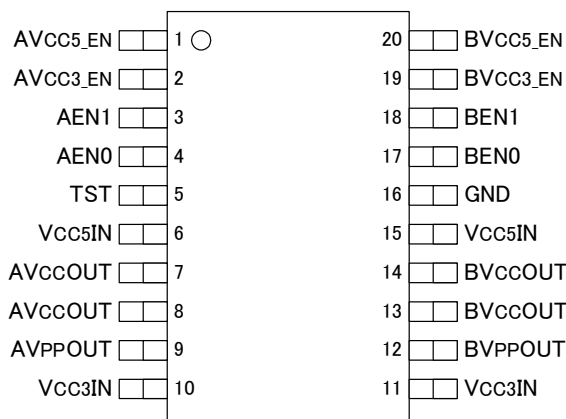 AVCC5_EN 1 20 BVCC5_EN
AVCC3_EN 2 19 BVCC3_EN
AEN1 3 18 BEN1
AEN0 4 17 BEN0
TST 5 16 GND
VCC5IN 6 15 VCC5IN
AVCCOUT 7 14 BVCCOUT
AVCCOUT 8 13 BVCCOUT
AVPPOUT 9 12 BVPPOUT
VCC3IN 10 11 VCC3IN